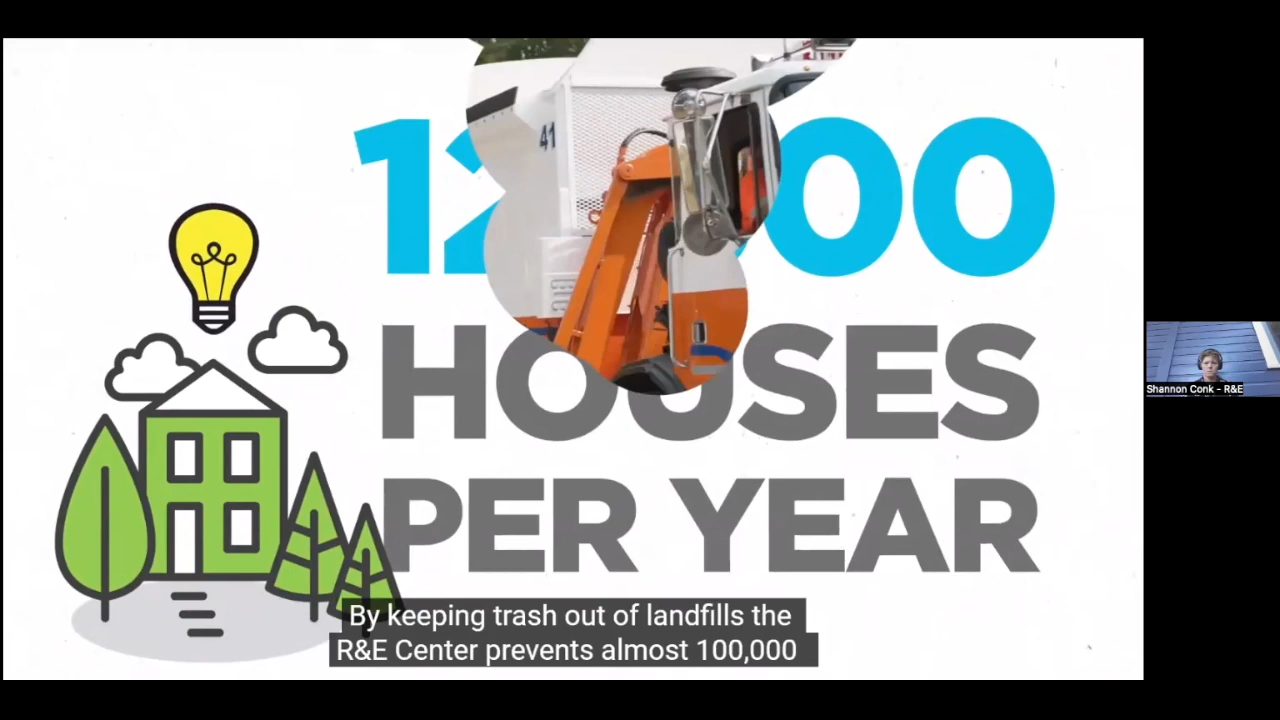 41
HOUSES
PER YEAR
By keeping trash out of landfills the
R&E Center prevents almost 100,000
Shannon Conk - R&E